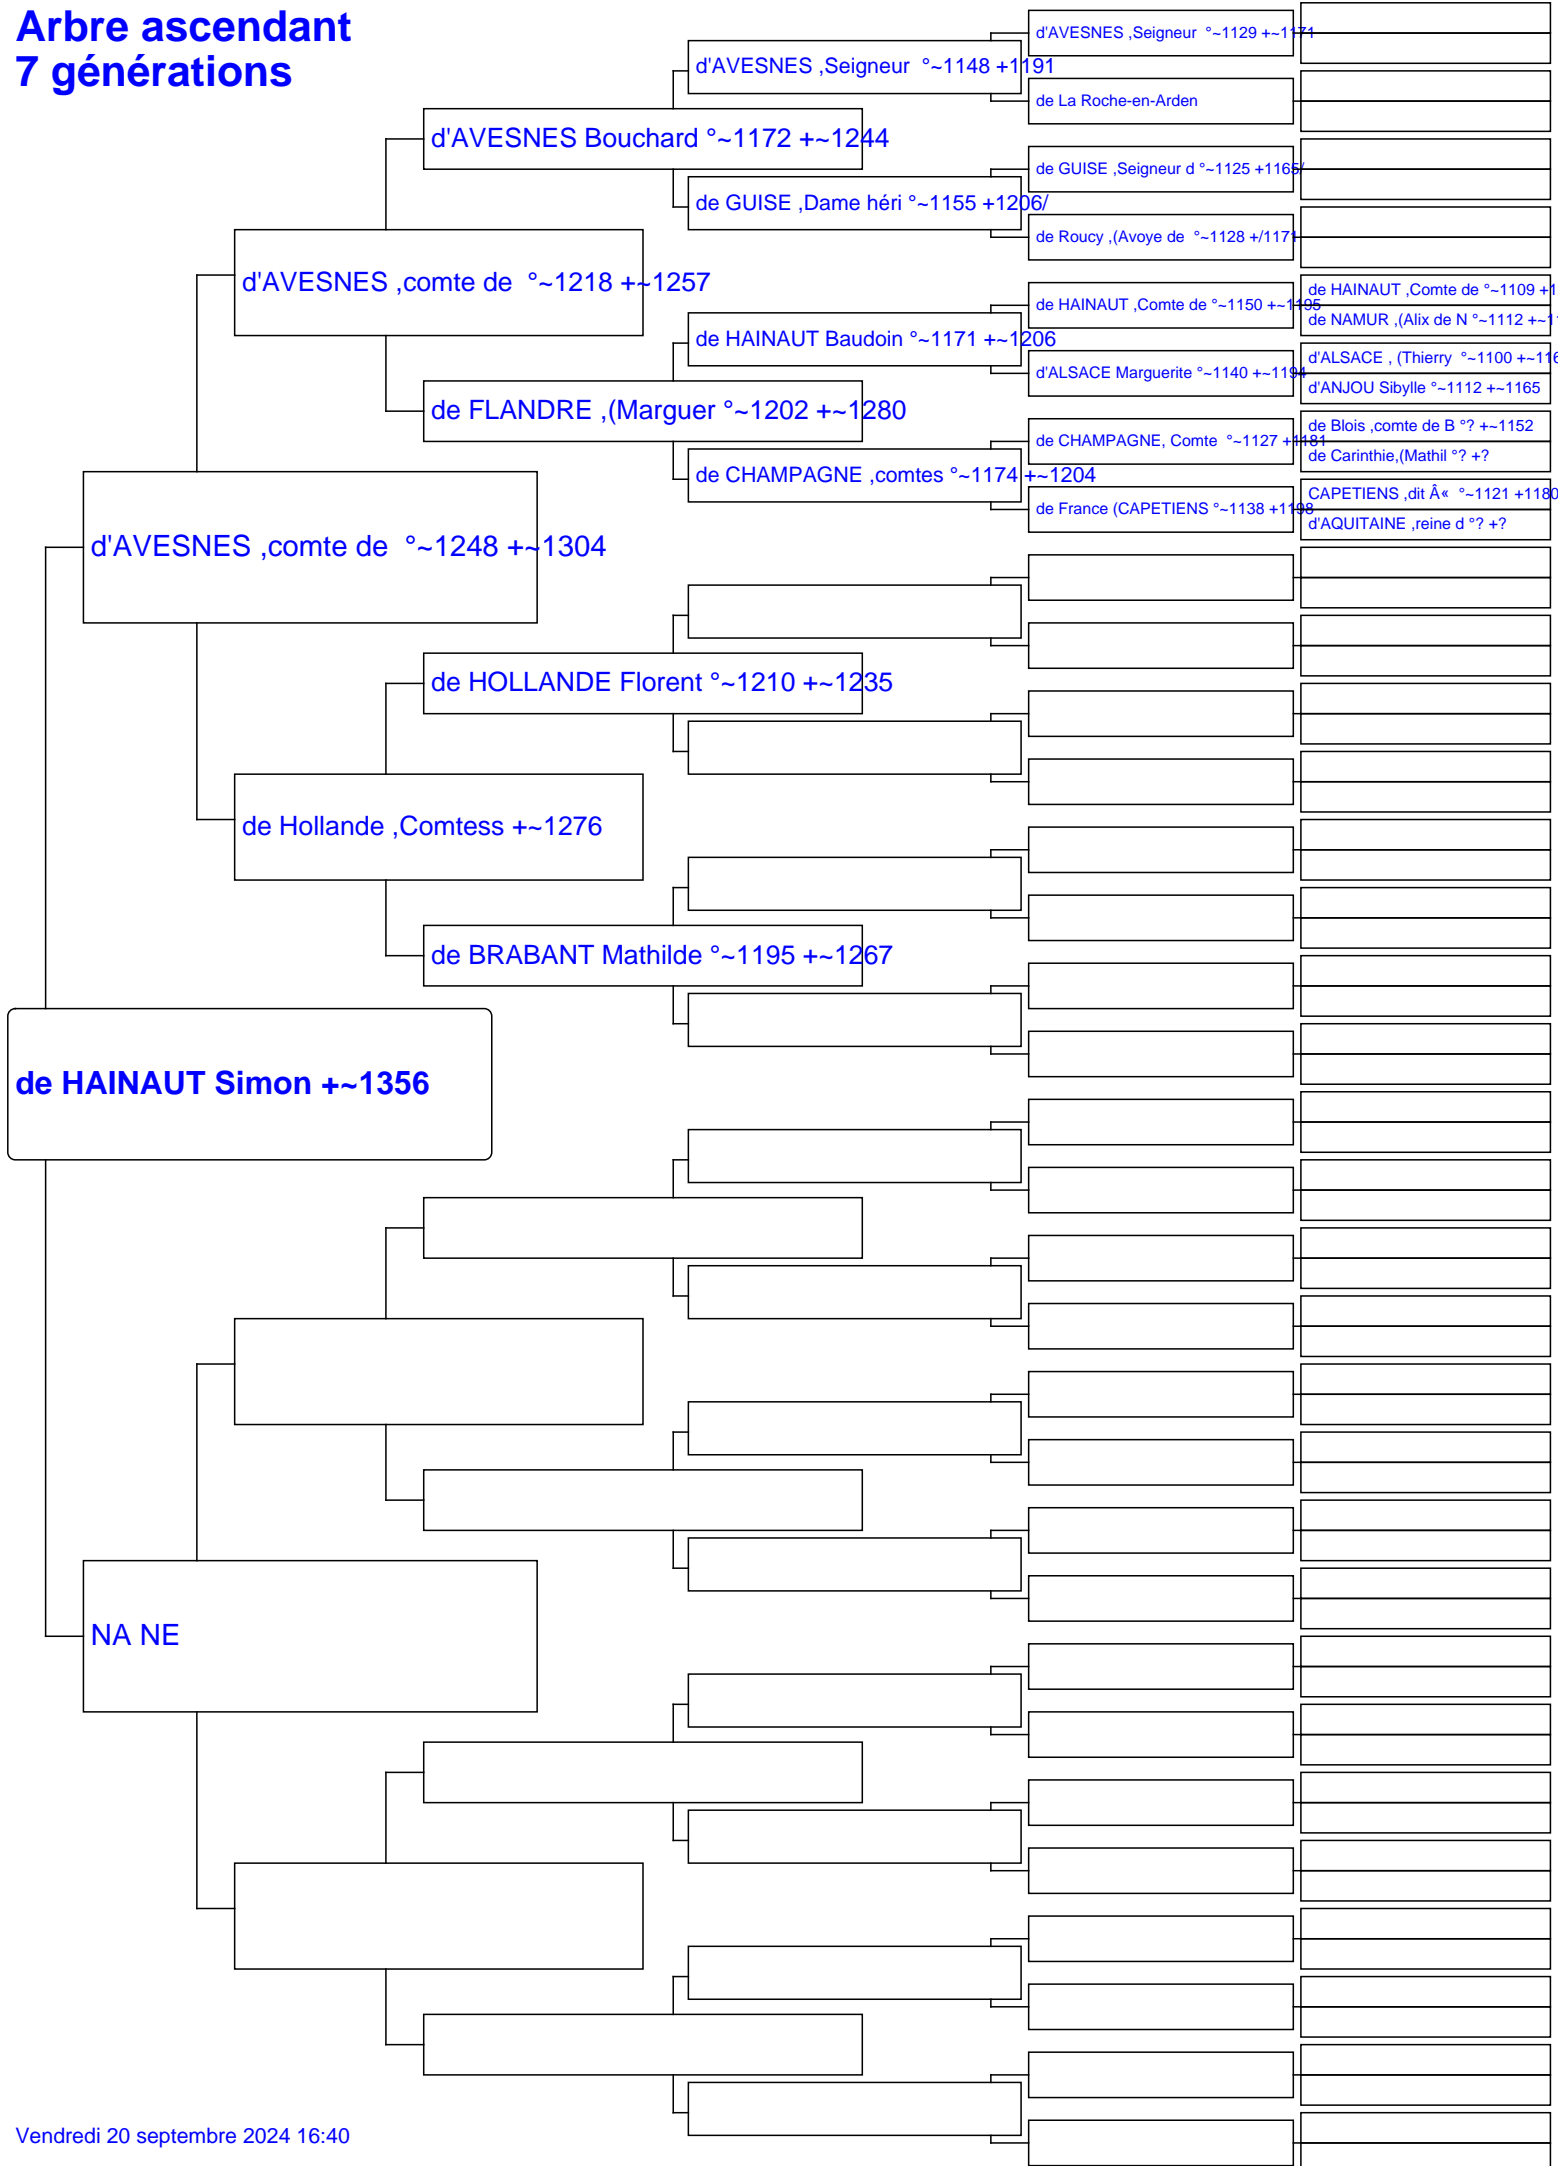 Arbre ascendant
7 générations
d'AVESNES ,Seigneur °~1129 +~1171
d'AVESNES ,Seigneur °~1148 +1191
de La Roche-en-Arden
d'AVESNES Bouchard °~1172 +~1244
de GUISE ,Seigneur d °~1125 +1165/
de GUISE ,Dame héri °~1155 +1206/
de Roucy ,(Avoye de °~1128 +/1171
d'AVESNES ,comte de °~1218 +~1257
de HAINAUT ,Comte de °~1109 +1
de HAINAUT ,Comte de °~1150 +~1195
de NAMUR ,(Alix de N °~1112 +~1
de HAINAUT Baudoin °~1171 +~1206
d'ALSACE , (Thierry °~1100 +~116
d'ALSACE Marguerite °~1140 +~1194
d'ANJOU Sibylle °~1112 +~1165
de FLANDRE ,(Marguer °~1202 +~1280
de Blois ,comte de B °? +~1152
de CHAMPAGNE, Comte °~1127 +1181
de Carinthie,(Mathil °? +?
de CHAMPAGNE ,comtes °~1174 +~1204
CAPETIENS ,dit Â« °~1121 +1180
de France (CAPETIENS °~1138 +1198
d'AQUITAINE ,reine d °? +?
d'AVESNES ,comte de °~1248 +~1304
de HOLLANDE Florent °~1210 +~1235
de Hollande ,Comtess +~1276
de BRABANT Mathilde °~1195 +~1267
de HAINAUT Simon +~1356
NA NE
Vendredi 20 septembre 2024 16:40